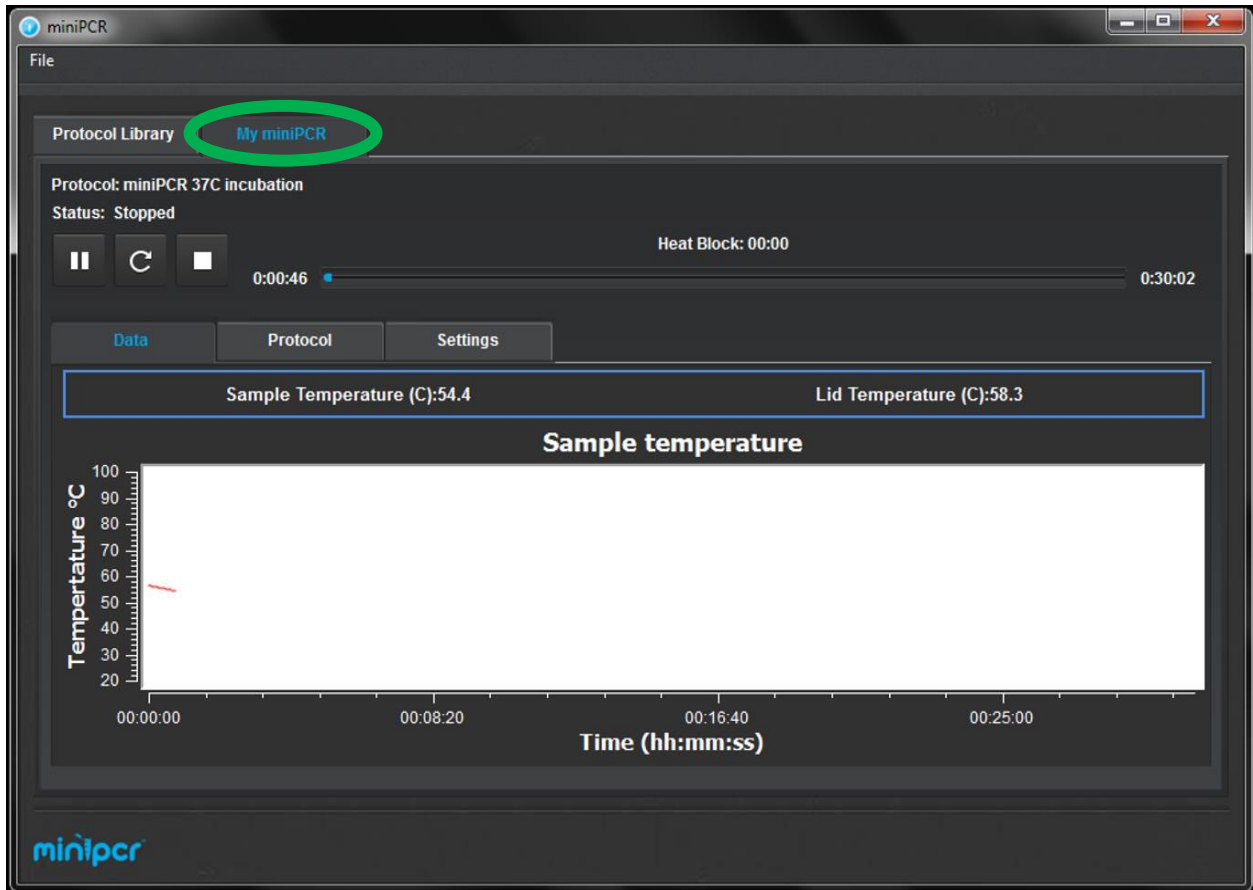 miniPCR
File
Protocol Library My miniPCR
Protocol: miniPCR 37C incubation
Status: Stopped
Heat Block: 00:00
0:00:46 0:30:02
Data Protocol Settings
Sample Temperature (C):54.4 Lid Temperature (C):58.3
Sample temperature
Tempertature °C
100
90
80
70
60
50
40
30
20
00:00:00 00:08:20 00:16:40 00:25:00
Time (hh:mm:ss)
minipcr